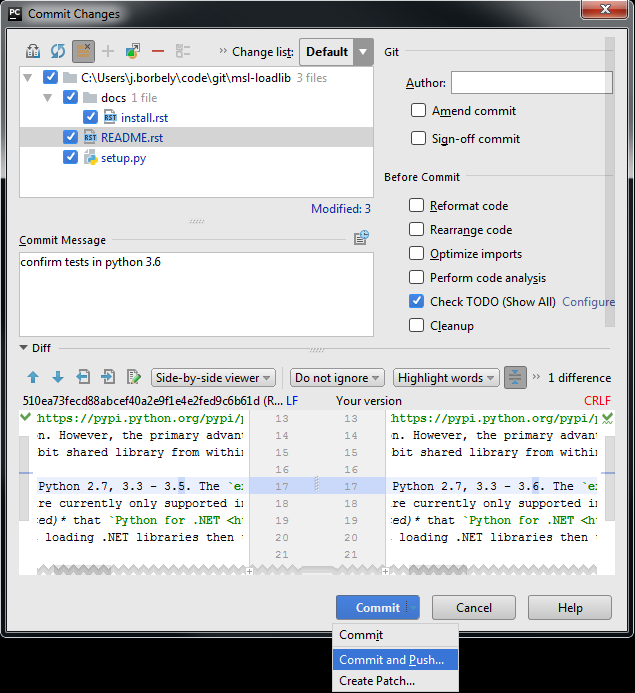 PC Commit Changes
Change list: Default
C:\Users\j.borbely\code\git\msl-loadlib 3 files
docs 1 file
RST install.rst
RST README.rst
setup.py
Modified: 3
Commit Message
confirm tests in python 3.6
Git
Author:
Amend commit
Sign-off commit
Before Commit
Reformat code
Rearrange code
Optimize imports
Perform code analysis
Check TODO (Show All) Configure
Cleanup
Diff
Side-by-side viewer Do not ignore Highlight words 1 difference
510ea73fecd88abcef40a2e9f1e4e2fed9c6b61d (R... LF Your version CRLF
https://pypi.python.org/pypi/ 13 13 https://pypi.python.org/pypi/
n. However, the primary advan 14 14 n. However, the primary advan
bit shared library from withi 15 15 bit shared library from within
16 16
Python 2.7, 3.3 - 3.5. The `ex 17 17 Python 2.7, 3.3 - 3.6. The `ex
re currently only supported in 18 18 re currently only supported in
ted)* that `Python for .NET <h 19 19 ted)* that `Python for .NET <ht
loading .NET libraries then 20 20 loading .NET libraries then
21 21
Commit Cancel Help
Commit
Commit and Push...
Create Patch...